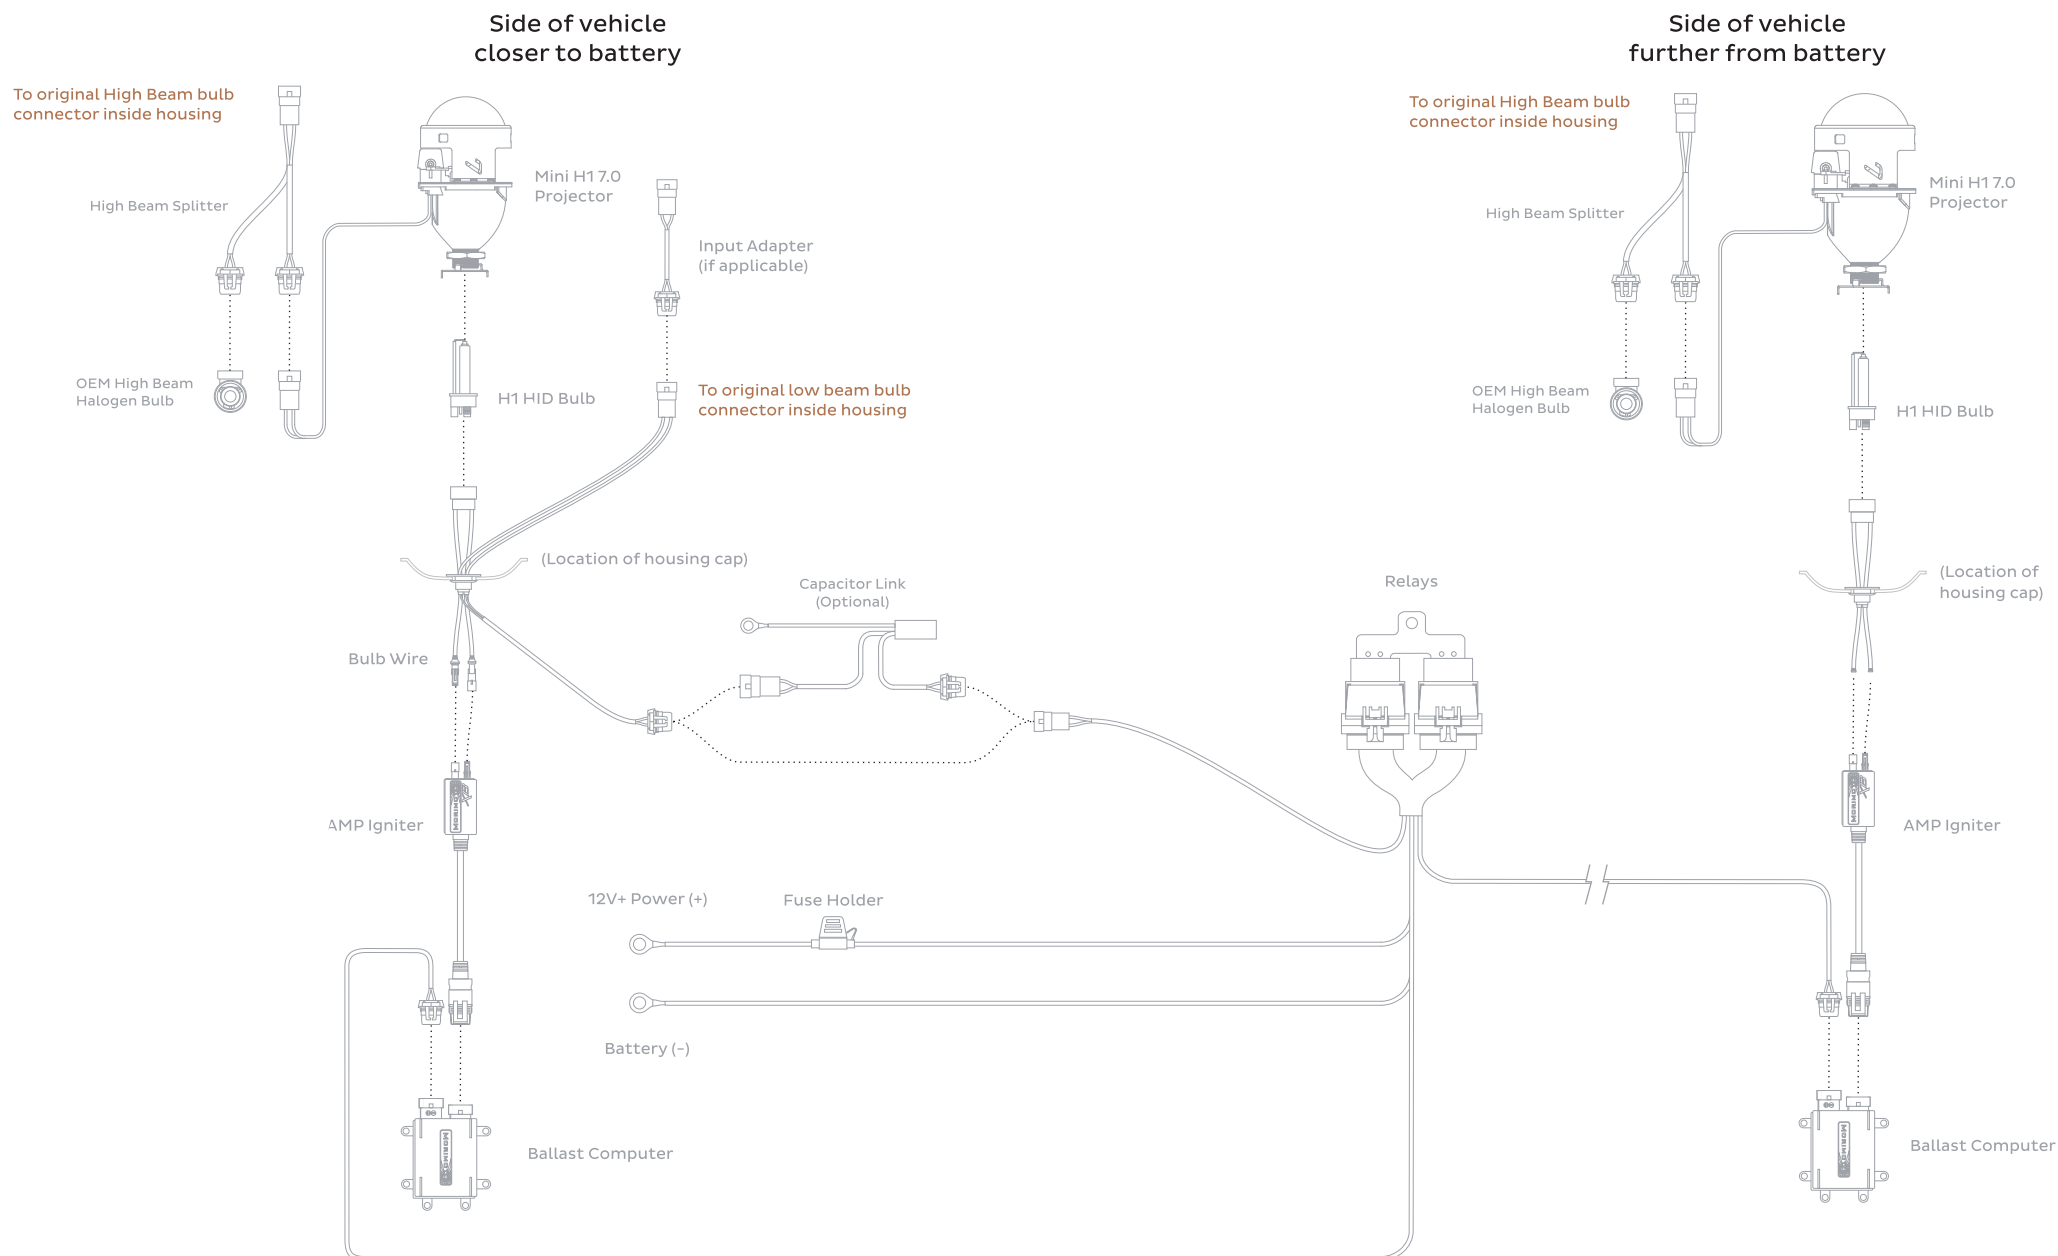 Side of vehicle
closer to battery
Side of vehicle
further from battery
To original High Beam bulb
connector inside housing
High Beam Splitter
Mini H1 7.0
Projector
Input Adapter
(if applicable)
OEM High Beam
Halogen Bulb
H1 HID Bulb
To original low beam bulb
connector inside housing
(Location of housing cap)
Bulb Wire
Capacitor Link
(Optional)
Relays
AMP Igniter
MORIMOTO
12V+ Power (+)
Fuse Holder
Battery (-)
MORIMOTO
Ballast Computer
To original High Beam bulb
connector inside housing
High Beam Splitter
Mini H1 7.0
Projector
OEM High Beam
Halogen Bulb
H1 HID Bulb
(Location of
housing cap)
MORIMOTO
AMP Igniter
MORIMOTO
Ballast Computer